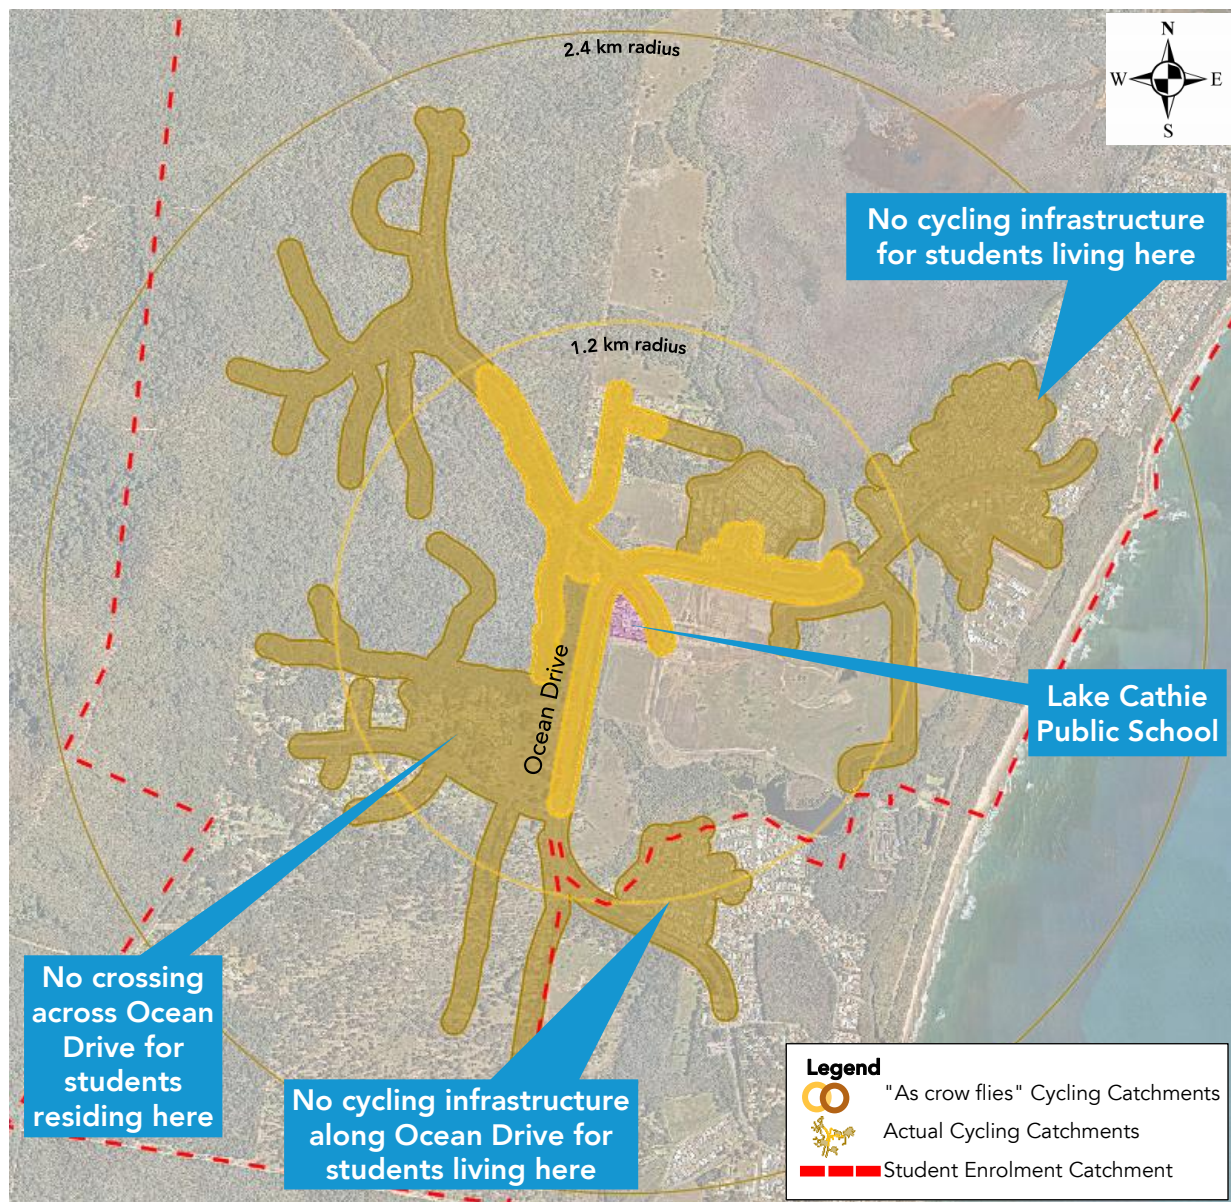 2.4 km radius
N
W
E
S
No cycling infrastructure
for students living here
1.2 km radius
Ocean Drive
Lake Cathie
Public School
No crossing
across Ocean
Drive for
students
residing here
No cycling infrastructure
along Ocean Drive for
students living here
Legend
"As crow flies" Cycling Catchments
Actual Cycling Catchments
Student Enrolment Catchment